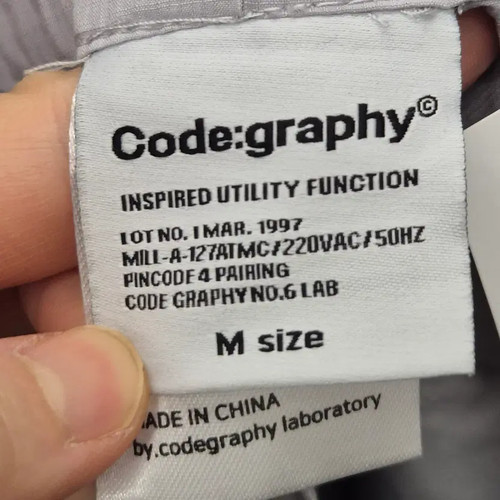 Code:graphy©
INSPIRED UTILITY FUNCTION
LOT NO. 1 MAR. 1997
MILL-A-127ATMC/220VAC/50HZ
PINCODE 4 PAIRING
CODE GRAPHY NO.6 LAB
M size
MADE IN CHINA
by.codegraphy laboratory